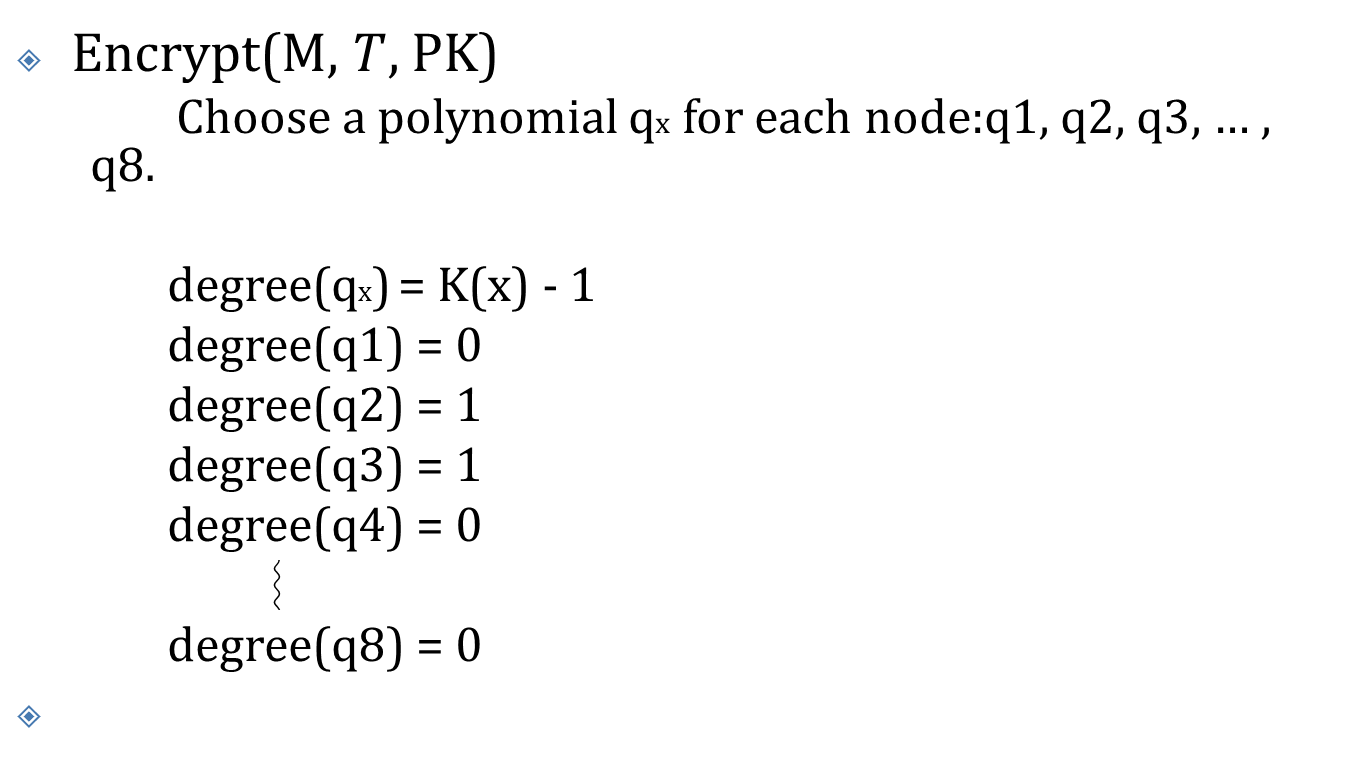 Encrypt(M, T, PK)
Choose a polynomial qx for each node:q1, q2, q3, … ,
q8.
degree(qx) = K(x) - 1
degree(q1) = 0
degree(q2) = 1
degree(q3) = 1
degree(q4) = 0
degree(q8) = 0